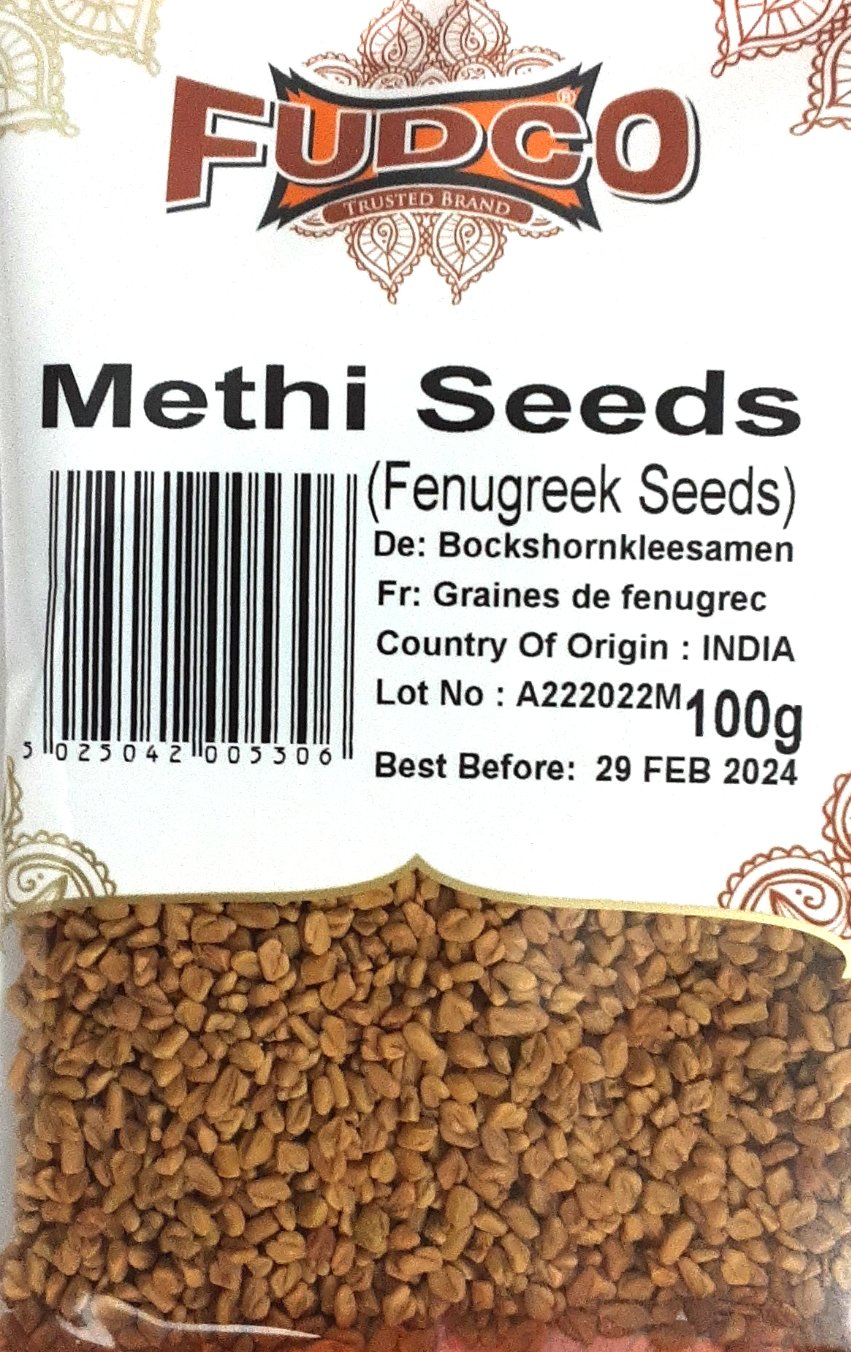 FUDCO®
TRUSTED BRAND
Methi Seeds
(Fenugreek Seeds)
De: Bockshornkleesamen
Fr: Graines de fenugrec
Country Of Origin : INDIA
Lot No : A222022M
100g
Best Before: 29 FEB 2024
5 025042 005306